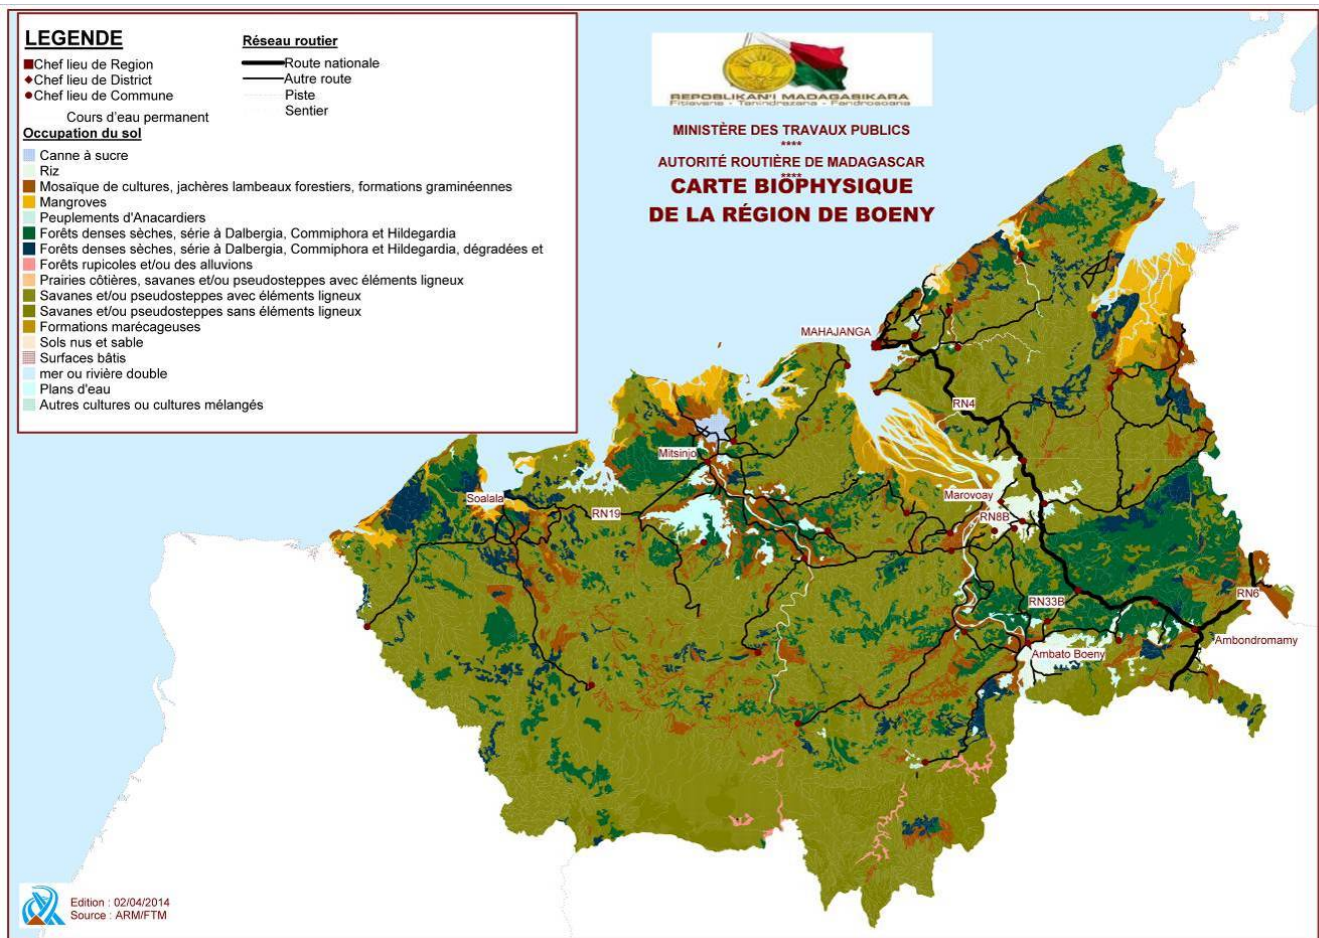 LEGENDE
Chef lieu de Region
Chef lieu de District
Chef lieu de Commune
Cours d'eau permanent
Réseau routier
Route nationale
Autre route
Piste
Sentier
Occupation du sol
Canne à sucre
Riz
Mosaïque de cultures, jachères lambeaux forestiers, formations graminéennes
Mangroves
Peuplements d'Anacardiers
Forêts denses sèches, série à Dalbergia, Commiphora et Hildegardia
Forêts denses sèches, série à Dalbergia, Commiphora et Hildegardia, dégradées et
Forêts rupicoles et/ou des alluvions
Prairies côtières, savanes et/ou pseudosteppes avec éléments ligneux
Savanes et/ou pseudosteppes avec éléments ligneux
Savanes et/ou pseudosteppes sans éléments ligneux
Formations marécageuses
Sols nus et sable
Surfaces bâtis
mer ou rivière double
Plans d'eau
Autres cultures ou cultures mélangés
REPOBLIKAN'I MADAGASIKARA
Fitiavana - Tanindrazana - Fandrosoana
MINISTÈRE DES TRAVAUX PUBLICS
****
AUTORITÉ ROUTIÈRE DE MADAGASCAR
****
CARTE BIOPHYSIQUE
DE LA RÉGION DE BOENY
MAHAJANGA
RN4
Mitsinjo
Soalala
RN19
Marovoay
RN8B
RN33B
RN6
Ambondromamy
Ambato Boeny
Edition : 02/04/2014
Source : ARM/FTM